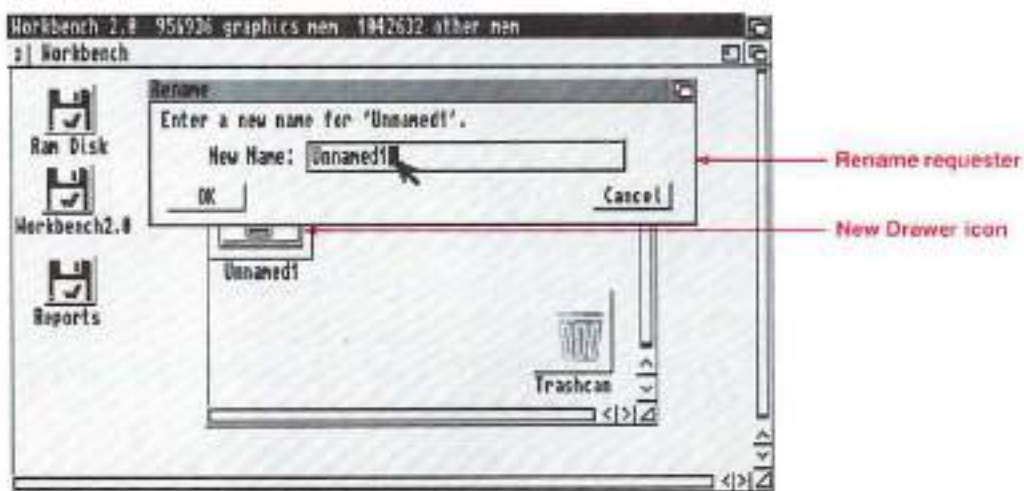 Workbench 2.0 956936 graphics mem 1042632 other mem
Workbench
Rename
Enter a new name for 'Unnamed1'.
New Name: Unnamed1
OK
Cancel
Ram Disk
Workbench2.0
Reports
Unnamed1
Trashcan
Rename requester
New Drawer icon